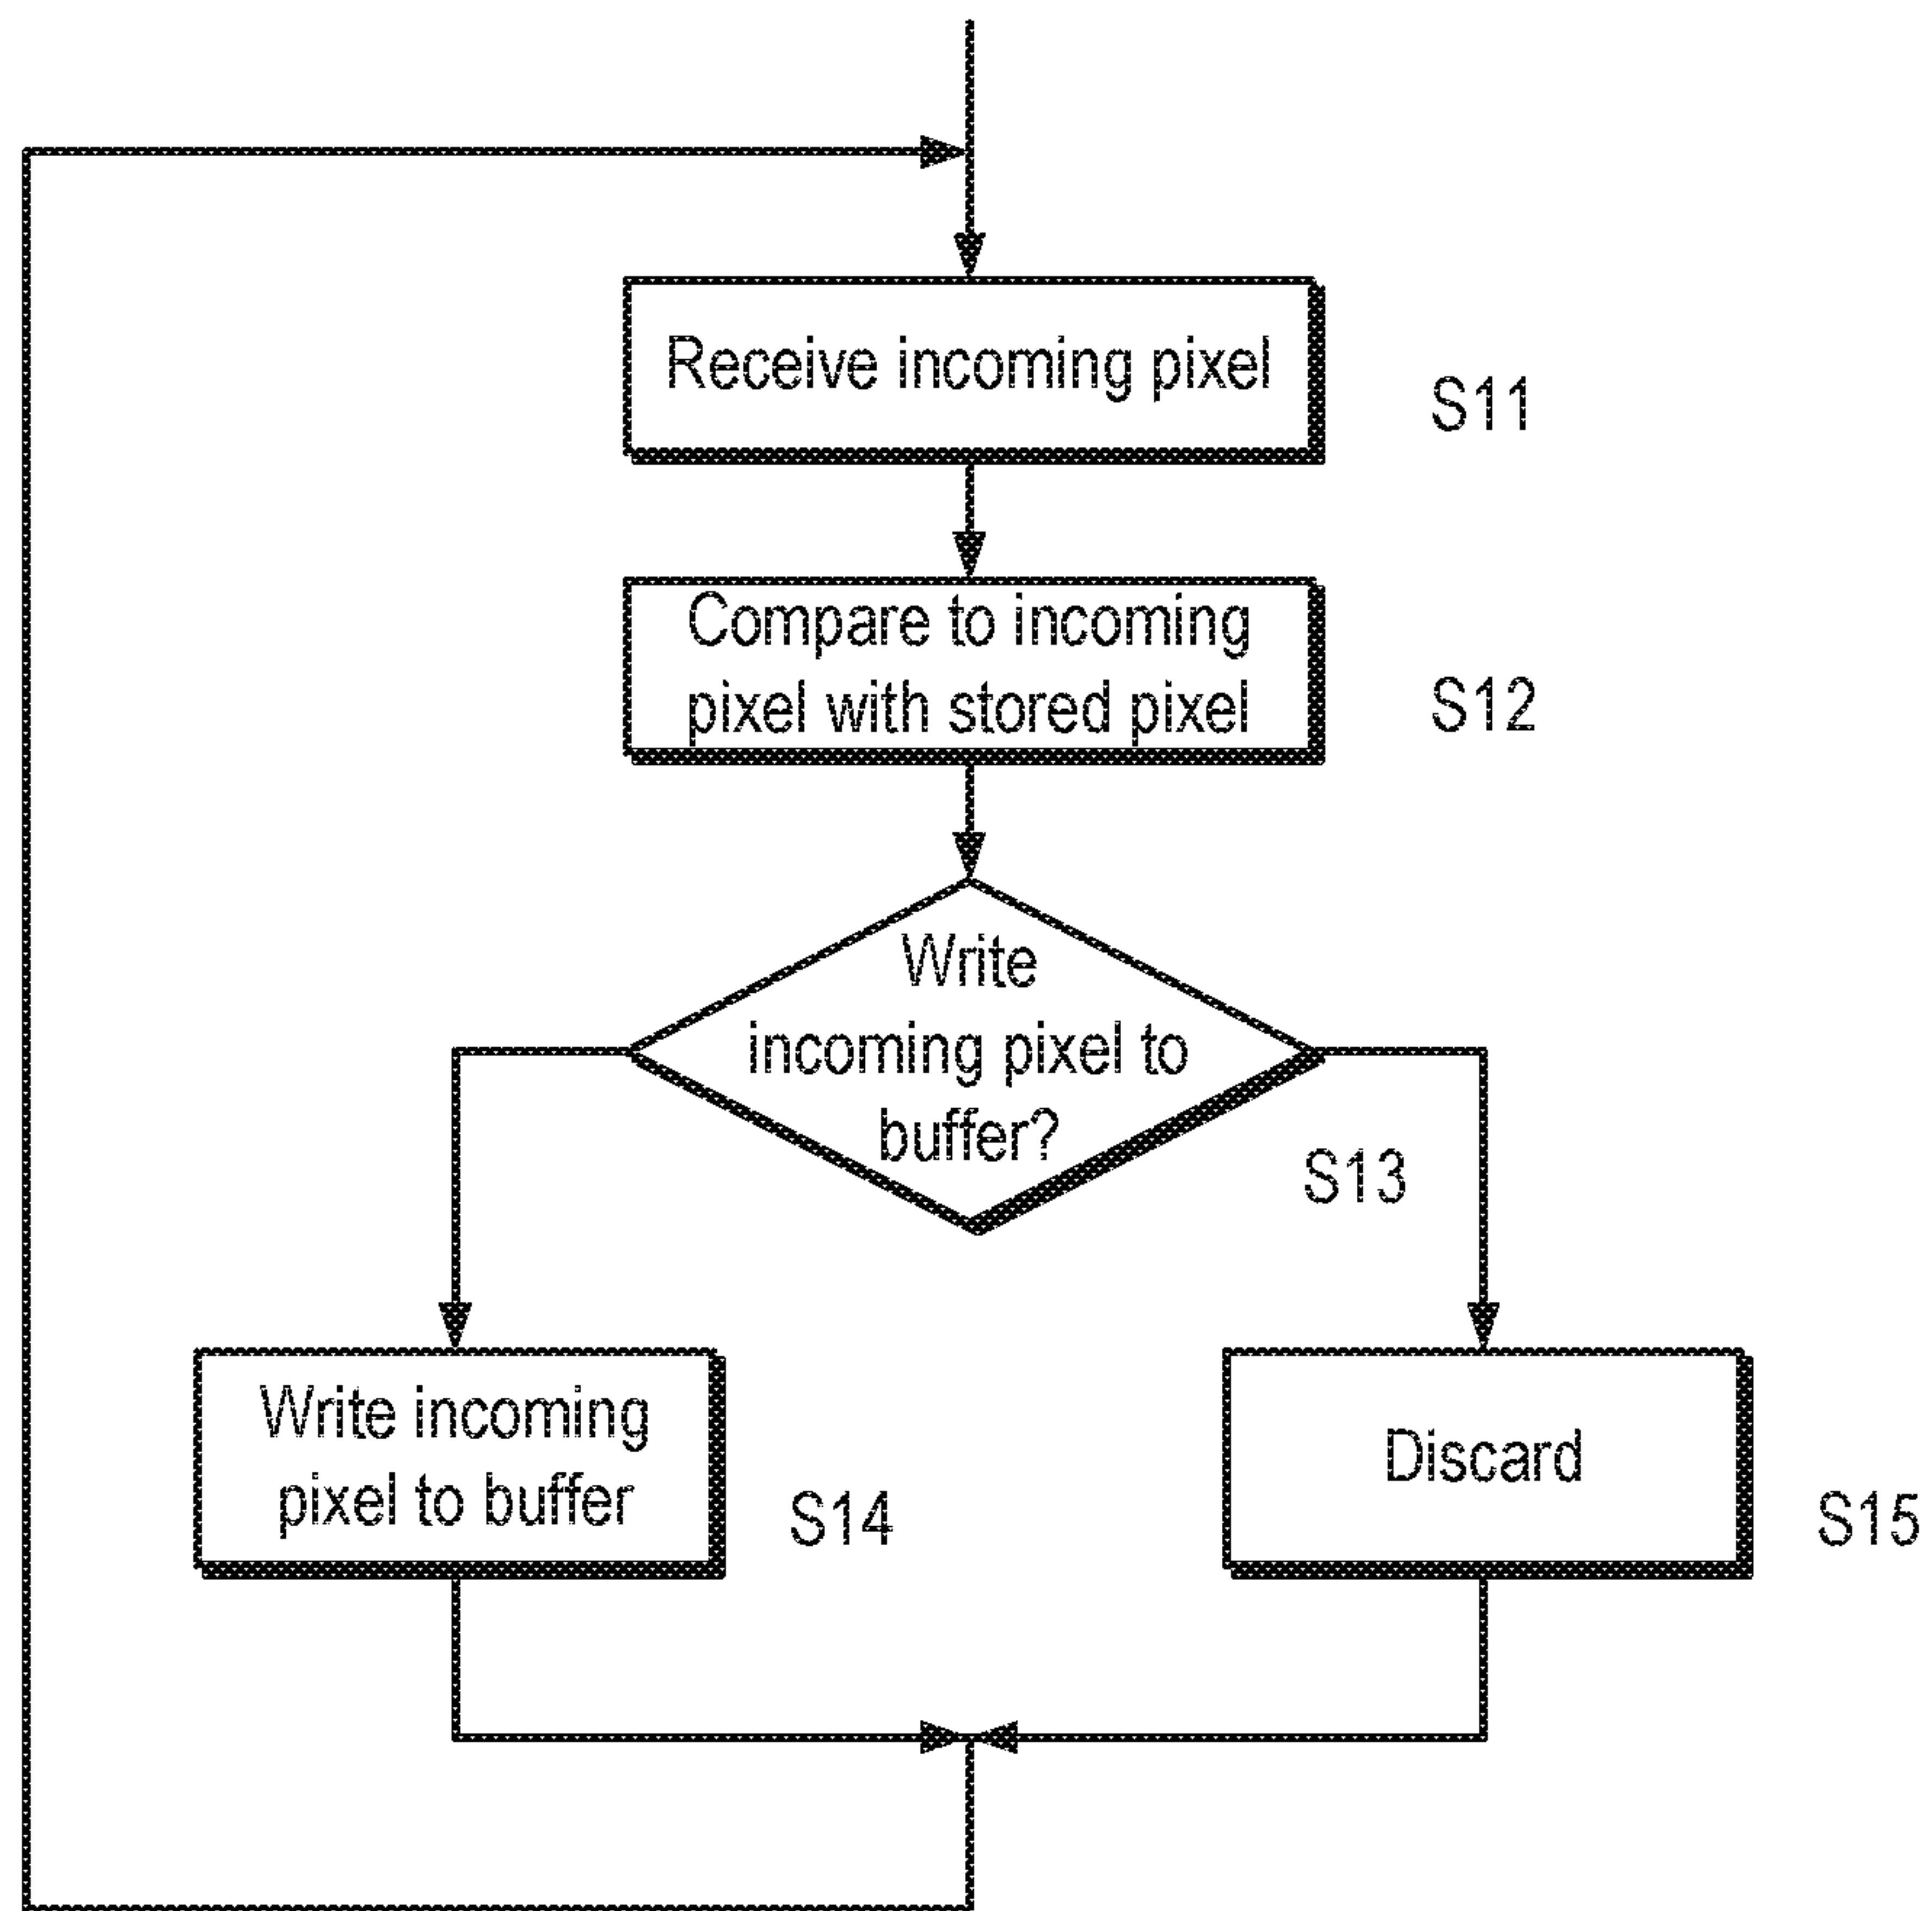 Receive incoming pixel
S11
Compare to incoming
pixel with stored pixel
S12
Write
incoming pixel to
buffer?
S13
Write incoming
pixel to buffer
S14
Discard
S15